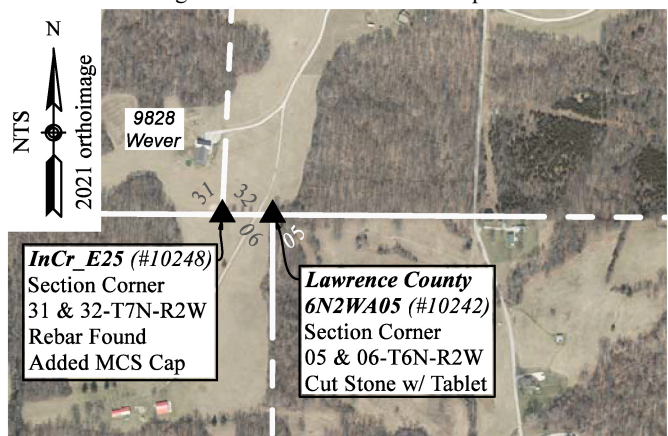 N
NTS
2021 orthoimage
9828
Wever
31
32
06
05
InCr_E25 (#10248)
Section Corner
31 & 32-T7N-R2W
Rebar Found
Added MCS Cap
Lawrence County
6N2WA05 (#10242)
Section Corner
05 & 06-T6N-R2W
Cut Stone w/ Tablet